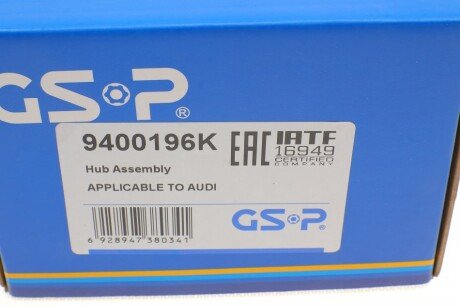 GSP®
9400196K
EAC IATF
16949
CERTIFIED
COMPANY
Hub Assembly
APPLICABLE TO AUDI
6 928947 380341
GSP